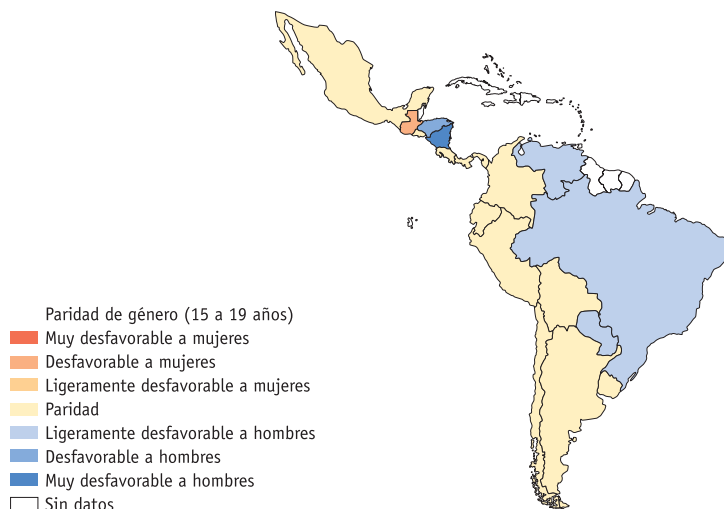 Paridad de género (15 a 19 años)
Muy desfavorable a mujeres
Desfavorable a mujeres
Ligeramente desfavorable a mujeres
Paridad
Ligeramente desfavorable a hombres
Desfavorable a hombres
Muy desfavorable a hombres
Sin datos